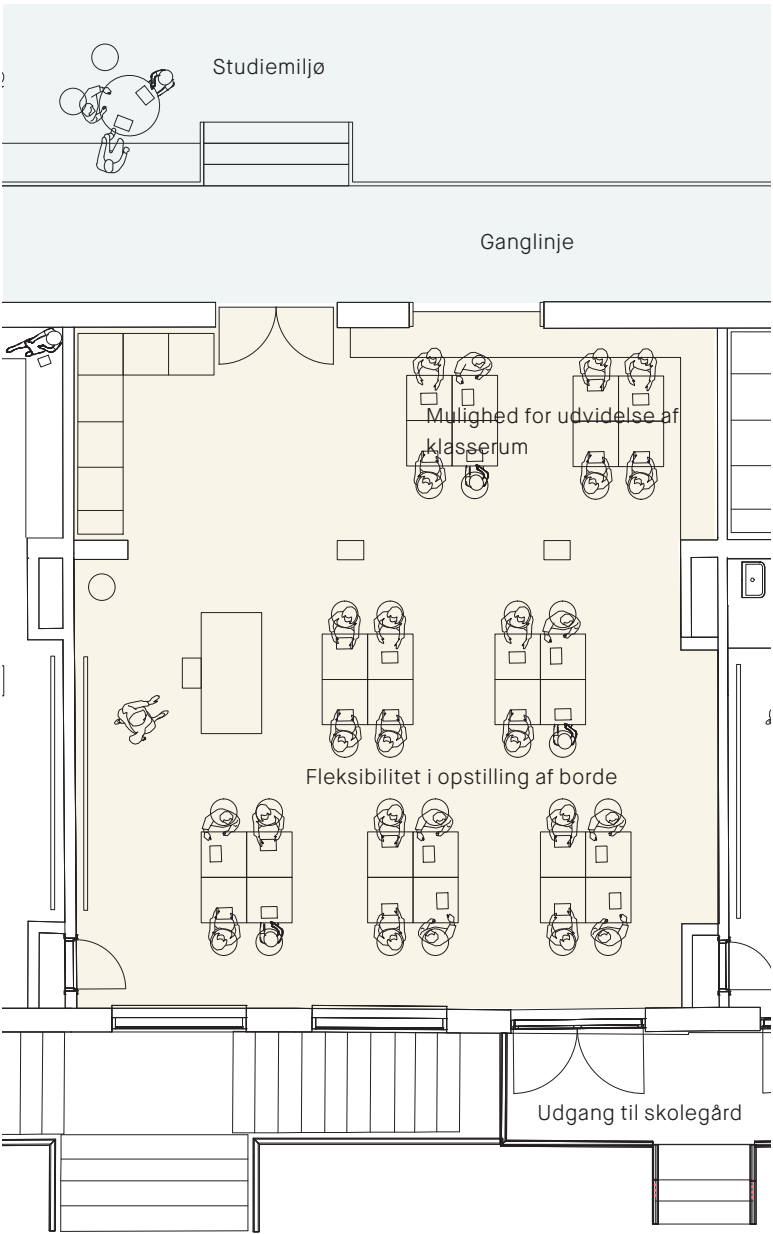 Studiemiljø
Ganglinje
Mulighed for udvidelse af
klasserum
Fleksibilitet i opstilling af borde
Udgang til skolegård